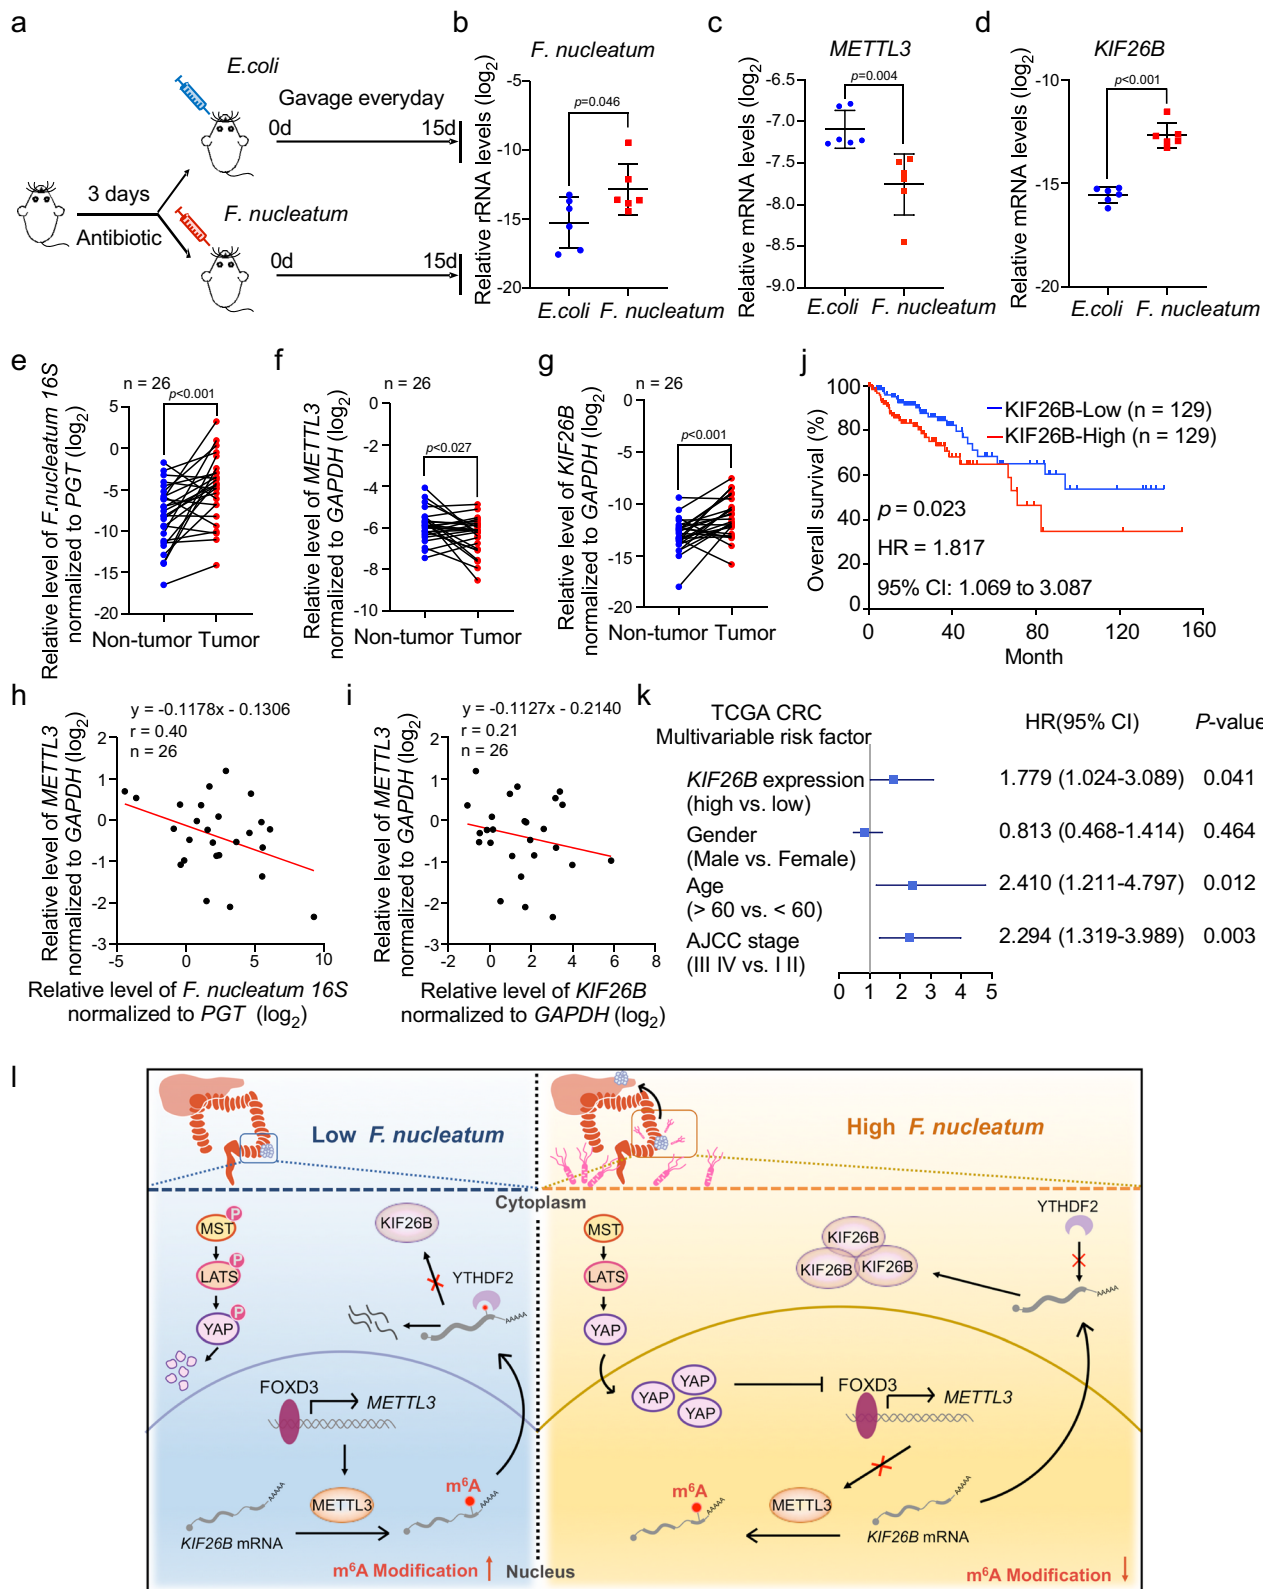 a
E.coli
Gavage everyday
0d 15d
3 days
Antibiotic
F. nucleatum
0d 15d
b
F. nucleatum
Relative rRNA levels (log2)
p=0.046
-5
-10
-15
-20
E.coli F. nucleatum
c
METTL3
Relative mRNA levels (log2)
p=0.004
-6.5
-7.0
-7.5
-8.0
-8.5
-9.0
E.coli F. nucleatum
d
KIF26B
Relative mRNA levels (log2)
p<0.001
-10
-15
-20
E.coli F. nucleatum
e
Relative level of F.nucleatum 16S
normalized to PGT (log2)
n = 26
p<0.001
5
0
-5
-10
-15
-20
Non-tumor Tumor
f
Relative level of METTL3
normalized to GAPDH (log2)
n = 26
p<0.027
0
-2
-4
-6
-8
-10
Non-tumor Tumor
g
Relative level of KIF26B
normalized to GAPDH (log2)
n = 26
p<0.001
0
-5
-10
-15
-20
Non-tumor Tumor
j
Overall survival (%)
100
80
60
40
20
0
KIF26B-Low (n = 129)
KIF26B-High (n = 129)
p = 0.023
HR = 1.817
95% CI: 1.069 to 3.087
0 40 80 120 160
Month
h
y = -0.1178x - 0.1306
r = 0.40
n = 26
Relative level of METTL3
normalized to GAPDH (log2)
2
1
0
-1
-2
-3
-5 0 5 10
Relative level of F. nucleatum 16S
normalized to PGT (log2)
i
y = -0.1127x - 0.2140
r = 0.21
n = 26
Relative level of METTL3
normalized to GAPDH (log2)
2
1
0
-1
-2
-3
-2 0 2 4 6 8
Relative level of KIF26B
normalized to GAPDH (log2)
k
TCGA CRC
Multivariable risk factor
HR(95% CI) P-value
KIF26B expression
(high vs. low)
1.779 (1.024-3.089) 0.041
Gender
(Male vs. Female)
0.813 (0.468-1.414) 0.464
Age
(> 60 vs. < 60)
2.410 (1.211-4.797) 0.012
AJCC stage
(III IV vs. I II)
2.294 (1.319-3.989) 0.003
0 1 2 3 4 5
l
Low F. nucleatum
High F. nucleatum
Cytoplasm
MST
P
LATS
P
YAP
P
KIF26B
YTHDF2
AAAAA
FOXD3
METTL3
METTL3
AAAAA
KIF26B mRNA
m6A
AAAAA
m6A Modification
Nucleus
MST
LATS
YAP
KIF26B
KIF26B
KIF26B
YTHDF2
AAAAA
YAP
YAP
YAP
FOXD3
METTL3
m6A
AAAAA
METTL3
AAAAA
KIF26B mRNA
m6A Modification